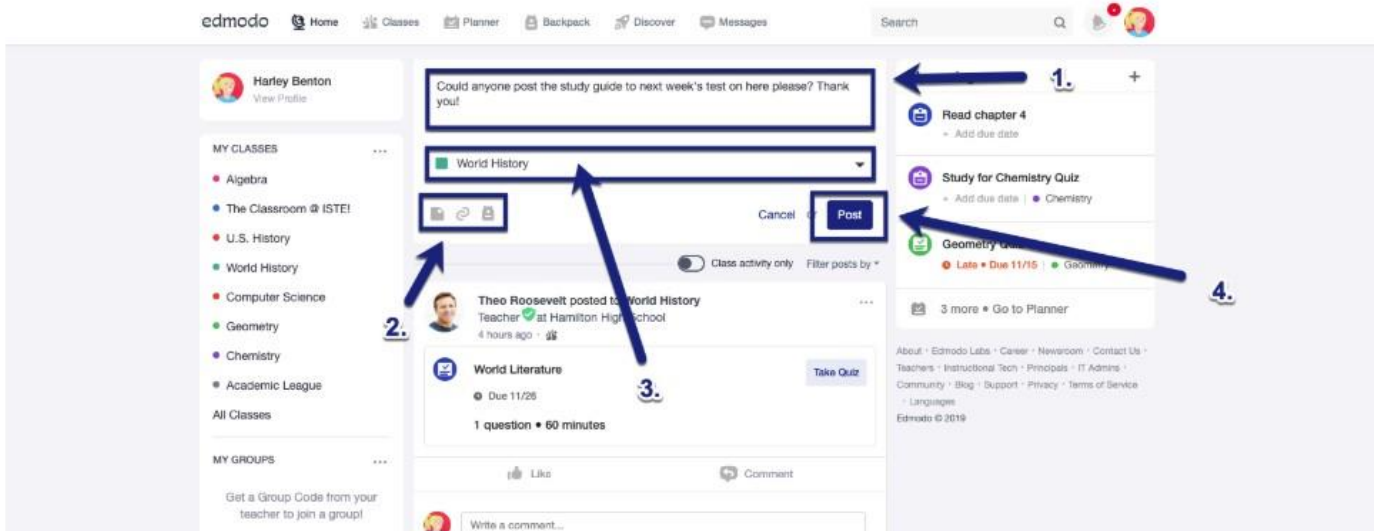 edmodo Home Classes Planner Backpack Discover Messages Search
Harley Benton
View Profile
MY CLASSES ...
Algebra
The Classroom @ ISTE!
U.S. History
World History
Computer Science
Geometry
Chemistry
Academic League
All Classes
MY GROUPS ...
Get a Group Code from your
teacher to join a group!
Could anyone post the study guide to next week's test on here please? Thank
you!
World History
Cancel or Post
Class activity only Filter posts by
Theo Roosevelt posted to World History ...
Teacher at Hamilton High School
4 hours ago ·
World Literature Take Quiz
Due 11/26
1 question • 60 minutes
Like Comment
Write a comment...
1.
2.
3.
4.
+
Read chapter 4
+ Add due date
Study for Chemistry Quiz
+ Add due date | • Chemistry
Geometry Quiz
Late • Due 11/15 | • Geometry
3 more • Go to Planner
About · Edmodo Labs · Career · Newsroom · Contact Us ·
Teachers · Instructional Tech · Principals · IT Admins ·
Community · Blog · Support · Privacy · Terms of Service
· Languages
Edmodo © 2019